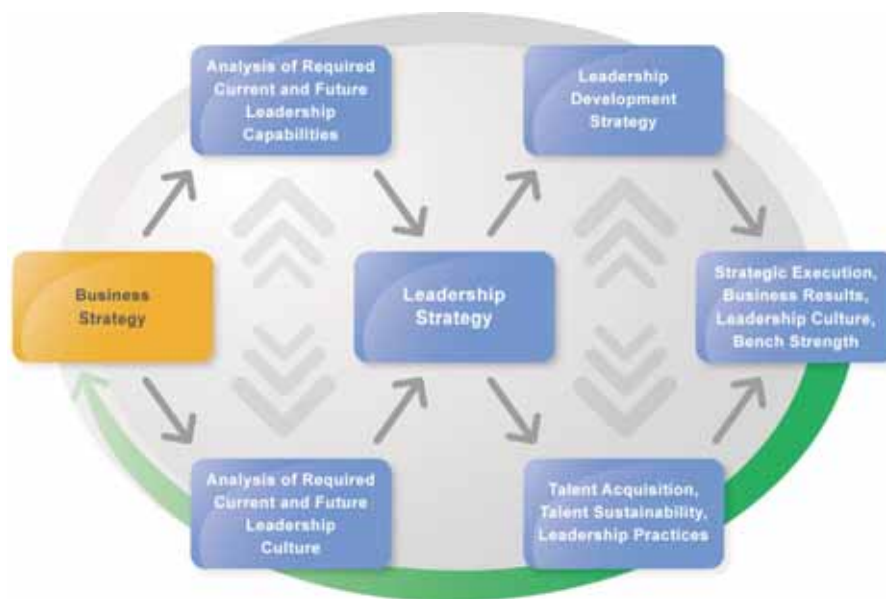 Analysis of Required
Current and Future
Leadership
Capabilities
Leadership
Development
Strategy
Business
Strategy
Leadership
Strategy
Strategic Execution,
Business Results,
Leadership Culture,
Bench Strength
Analysis of Required
Current and Future
Leadership
Culture
Talent Acquisition,
Talent Sustainability,
Leadership Practices